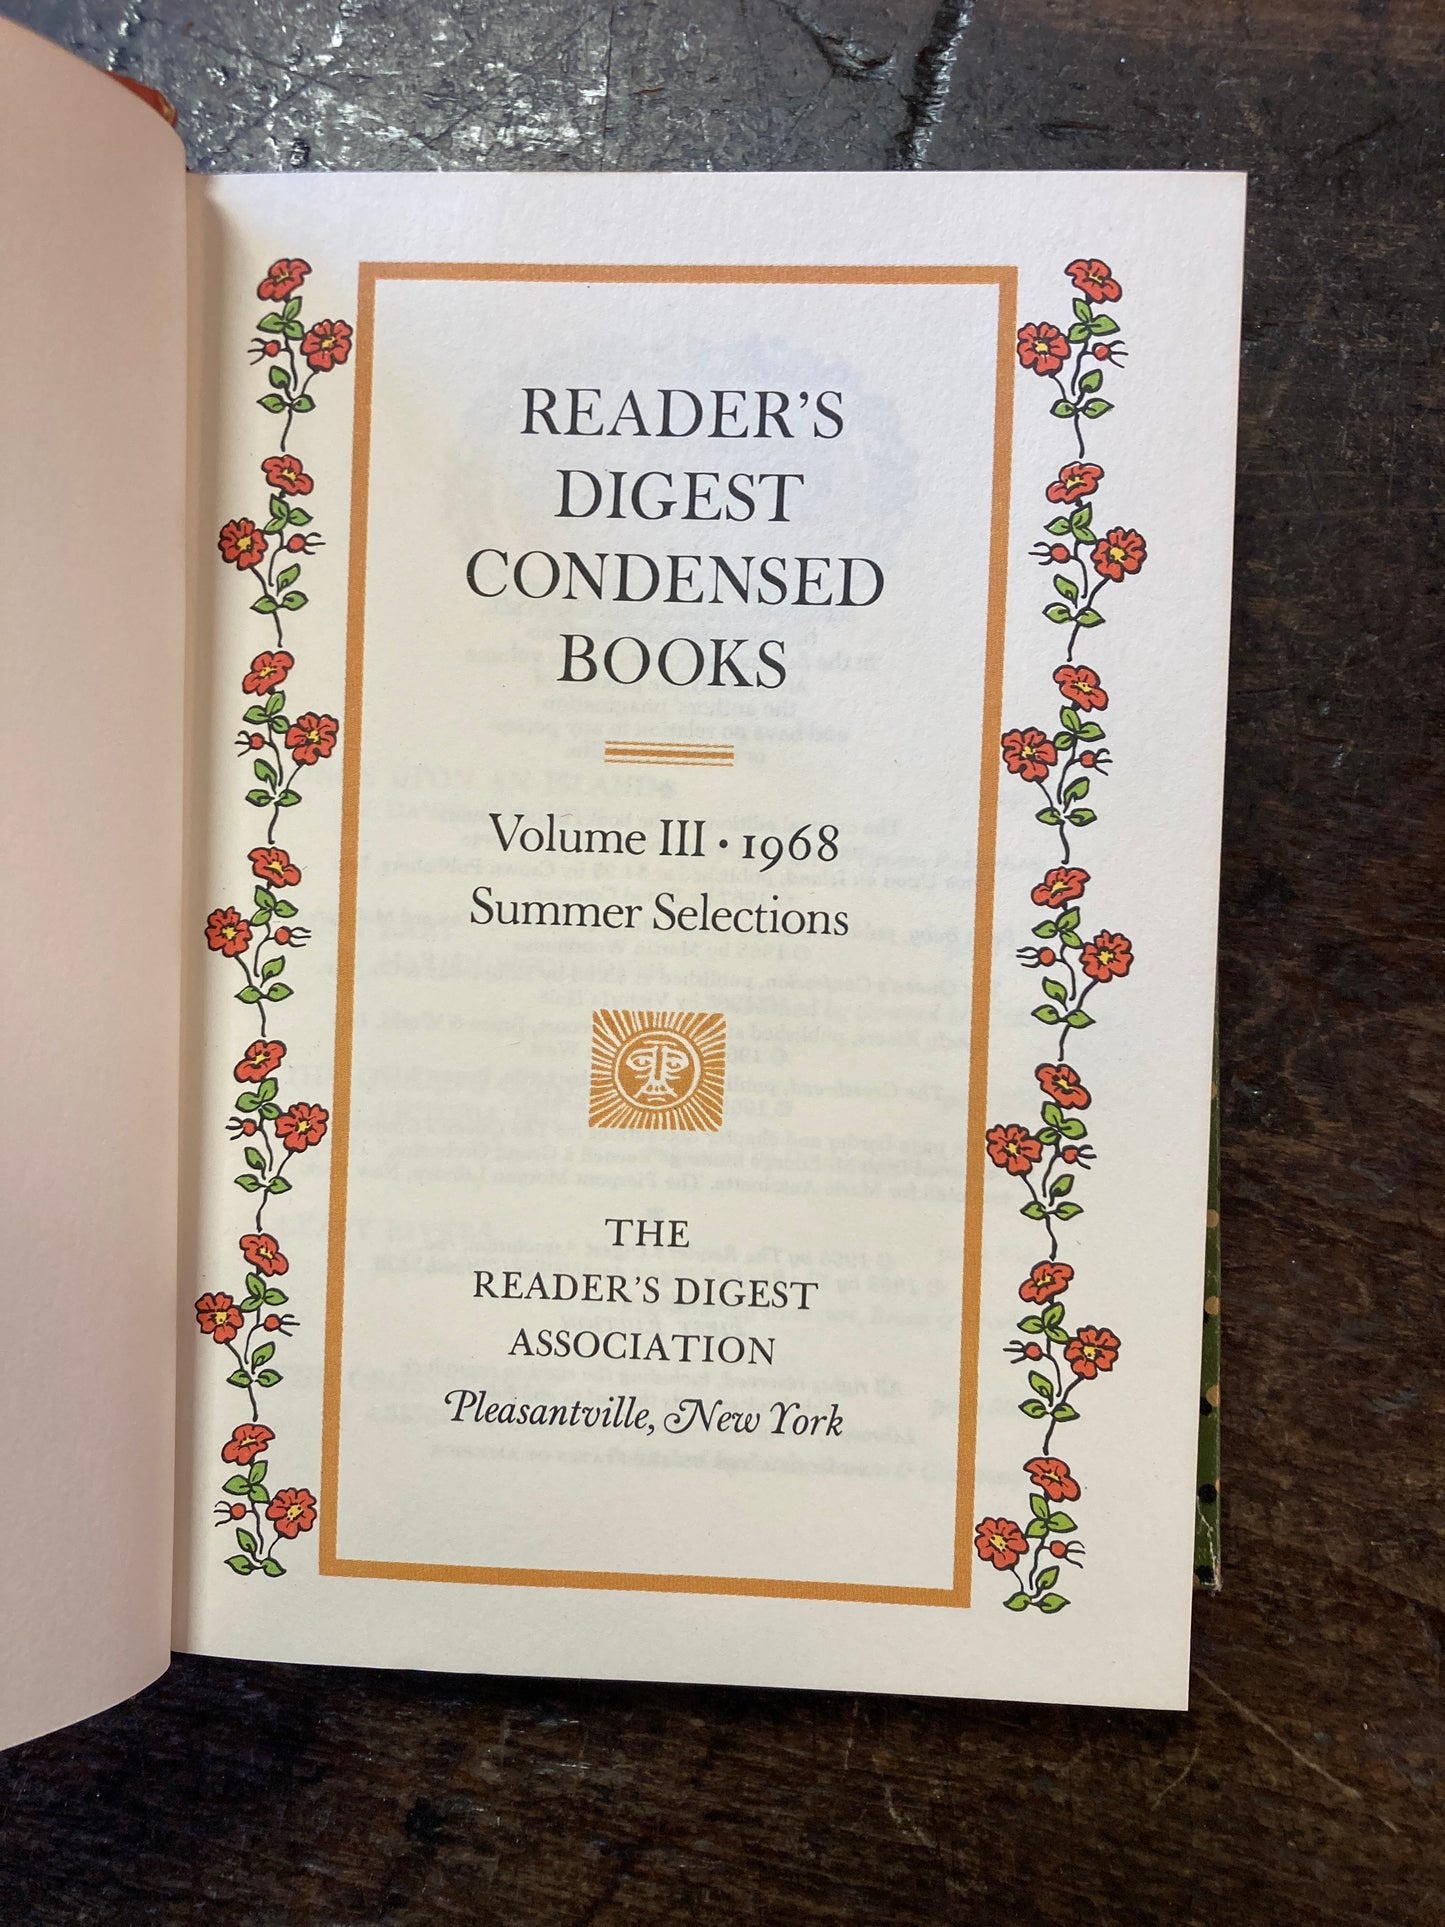 READER'S
DIGEST
CONDENSED
BOOKS
Volume III · 1968
Summer Selections
THE
READER'S DIGEST
ASSOCIATION
Pleasantville, New York